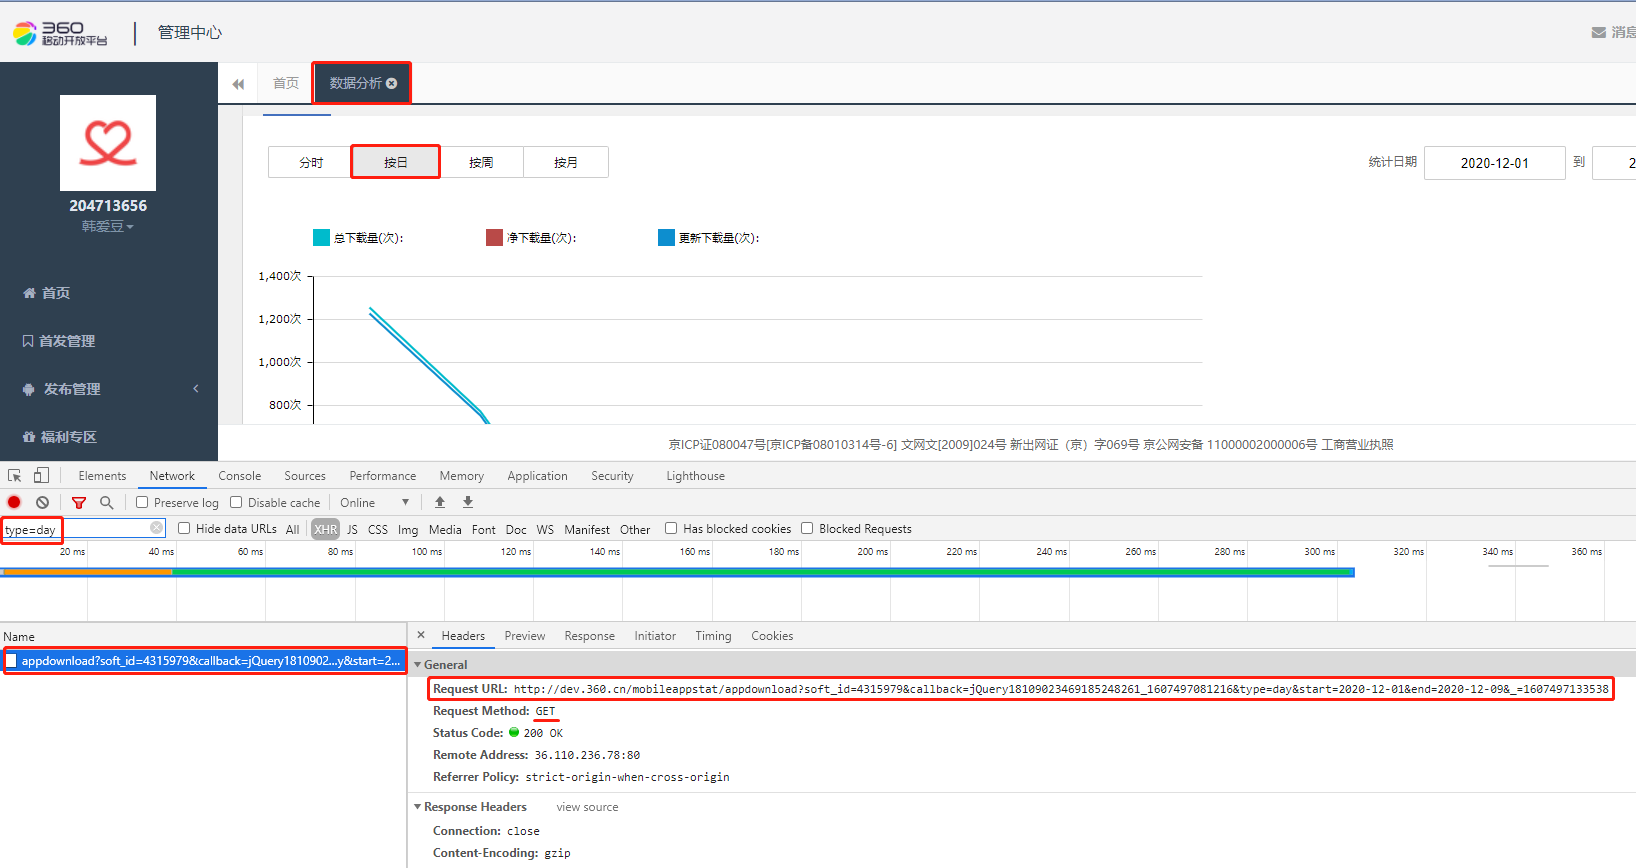 360
移动开放平台
管理中心
消息
首页
数据分析
204713656
韩爱豆
首页
首发管理
发布管理
福利专区
分时
按日
按周
按月
统计日期
2020-12-01
到
2
总下载量(次):
净下载量(次):
更新下载量(次):
1,400次
1,200次
1,000次
800次
京ICP证080047号[京ICP备08010314号-6] 文网文[2009]024号 新出网证（京）字069号 京公网安备 11000002000006号 工商营业执照
Elements Network Console Sources Performance Memory Application Security Lighthouse
Preserve log Disable cache Online
type=day Hide data URLs All XHR JS CSS Img Media Font Doc WS Manifest Other Has blocked cookies Blocked Requests
20 ms 40 ms 60 ms 80 ms 100 ms 120 ms 140 ms 160 ms 180 ms 200 ms 220 ms 240 ms 260 ms 280 ms 300 ms 320 ms 340 ms 360 ms
Name
appdownload?soft_id=4315979&callback=jQuery1810902...y&start=2...
× Headers Preview Response Initiator Timing Cookies
General
Request URL: http://dev.360.cn/mobileappstat/appdownload?soft_id=4315979&callback=jQuery18109023469185248261_1607497081216&type=day&start=2020-12-01&end=2020-12-09&_=1607497133538
Request Method: GET
Status Code: 200 OK
Remote Address: 36.110.236.78:80
Referrer Policy: strict-origin-when-cross-origin
Response Headers view source
Connection: close
Content-Encoding: gzip